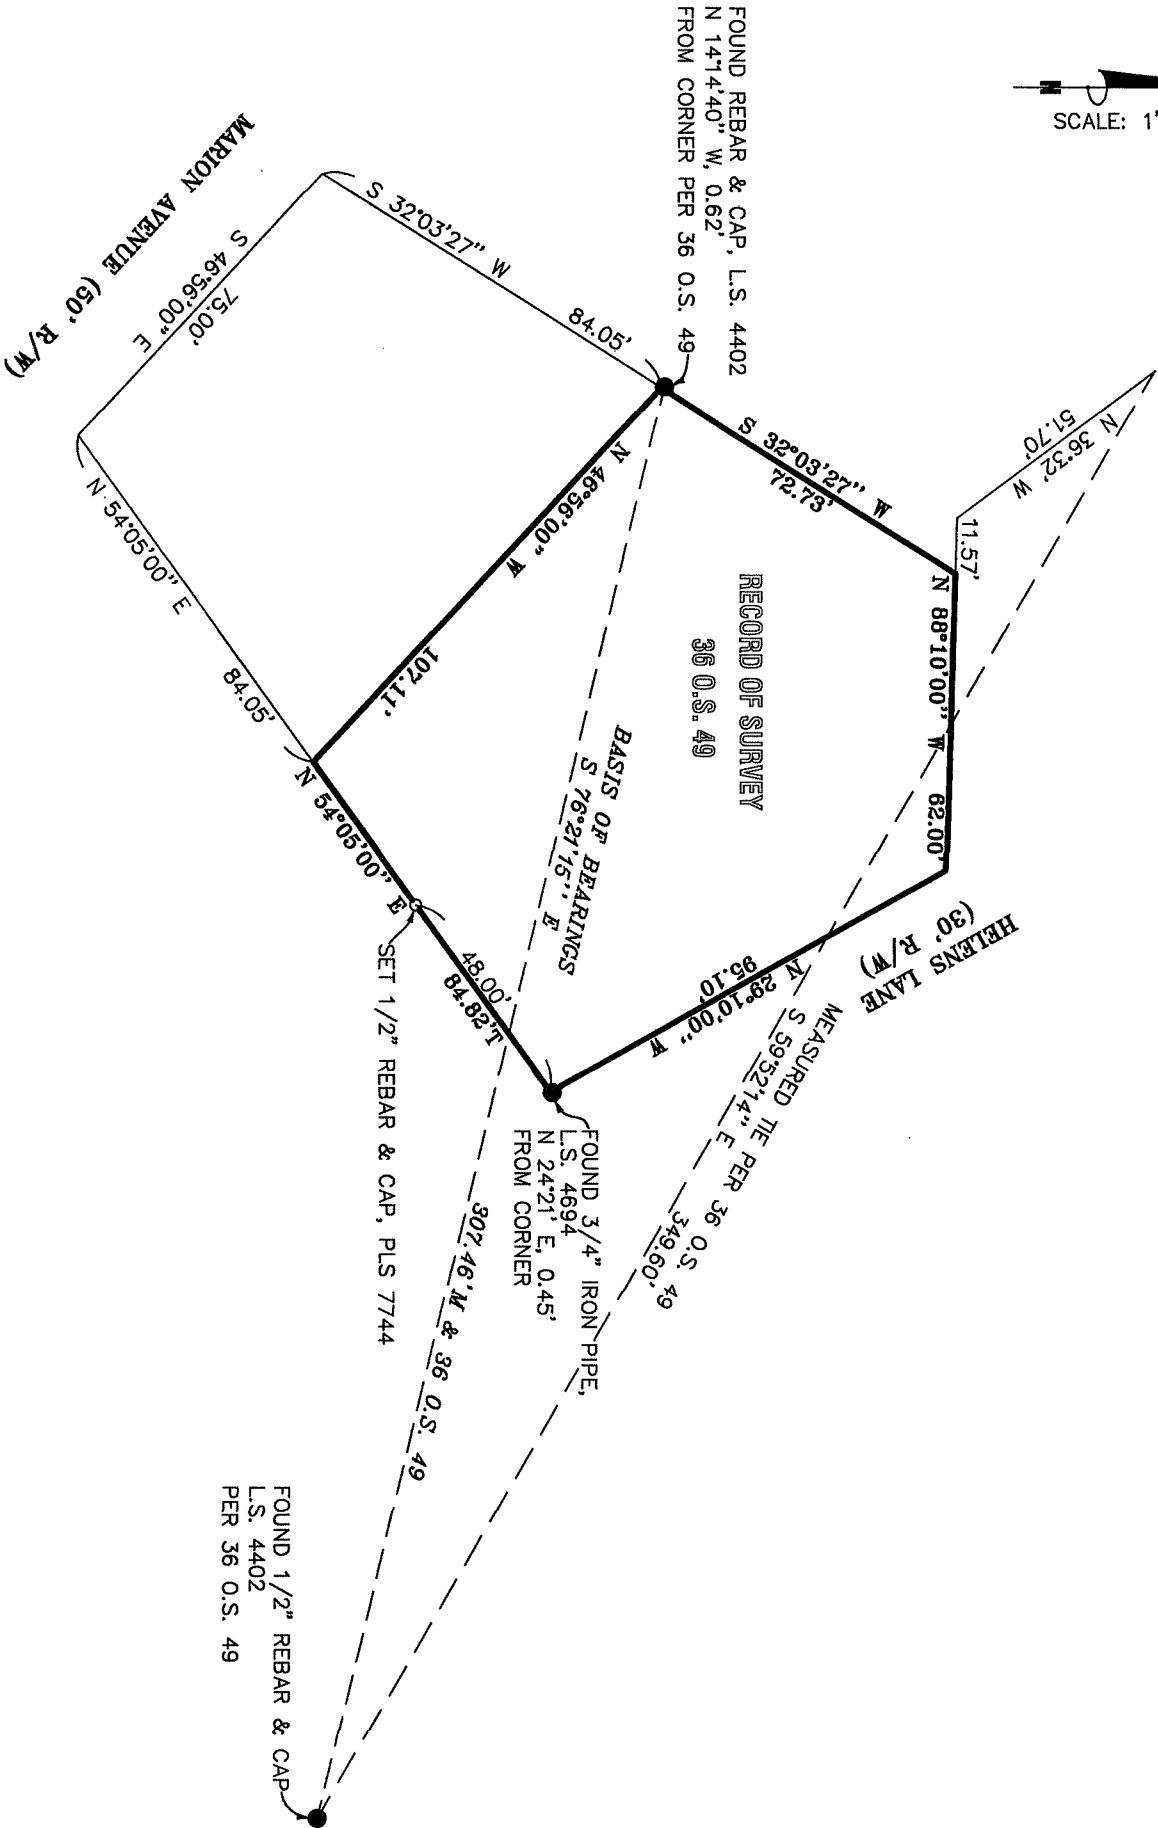 N
SCALE: 1"
FOUND REBAR & CAP, L.S. 4402
N 14°14'40" W, 0.62'
FROM CORNER PER 36 O.S. 49
MARION AVENUE (50' R/W)
S 46°56'00" E
75.00'
S 32°03'27" W
84.05'
N 54°05'00" E
84.05'
N 36°32' W
51.70'
11.57'
S 32°03'27" W
72.73'
N 88°10'00" W 62.00'
HELENS LANE
(30' R/W)
N 29°10'00" W
95.10'
N 46°56'00" W
107.11'
RECORD OF SURVEY
36 O.S. 49
BASIS OF BEARINGS
S 76°21'15" E
307.46' M & 36 O.S. 49
MEASURED TIE PER 36 O.S. 49
S 59°52'14" E 349.60'
N 54°05'00" E
48.00'
84.82'T
SET 1/2" REBAR & CAP, PLS 7744
FOUND 3/4" IRON PIPE,
L.S. 4694
N 24°21' E, 0.45'
FROM CORNER
FOUND 1/2" REBAR & CAP
L.S. 4402
PER 36 O.S. 49